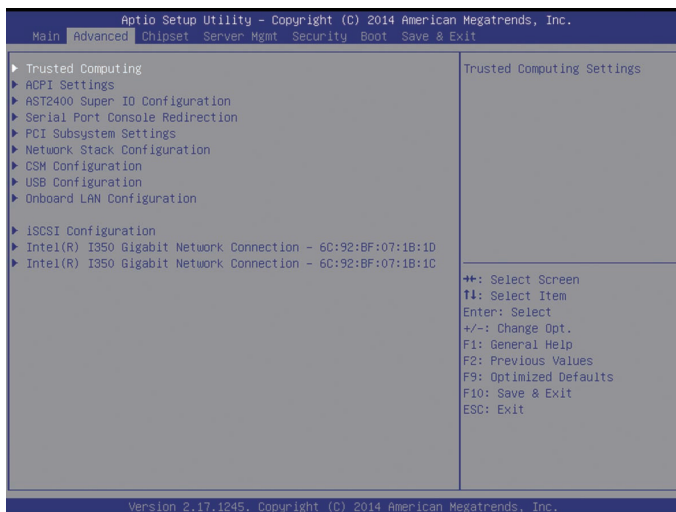 Aptio Setup Utility – Copyright (C) 2014 American Megatrends, Inc.
Main Advanced Chipset Server Mgmt Security Boot Save & Exit
▶ Trusted Computing
▶ ACPI Settings
▶ AST2400 Super IO Configuration
▶ Serial Port Console Redirection
▶ PCI Subsystem Settings
▶ Network Stack Configuration
▶ CSM Configuration
▶ USB Configuration
▶ Onboard LAN Configuration
▶ iSCSI Configuration
▶ Intel(R) I350 Gigabit Network Connection – 6C:92:BF:07:1B:1D
▶ Intel(R) I350 Gigabit Network Connection – 6C:92:BF:07:1B:1C
Trusted Computing Settings
→←: Select Screen
↑↓: Select Item
Enter: Select
+/-: Change Opt.
F1: General Help
F2: Previous Values
F9: Optimized Defaults
F10: Save & Exit
ESC: Exit
Version 2.17.1245. Copyright (C) 2014 American Megatrends, Inc.